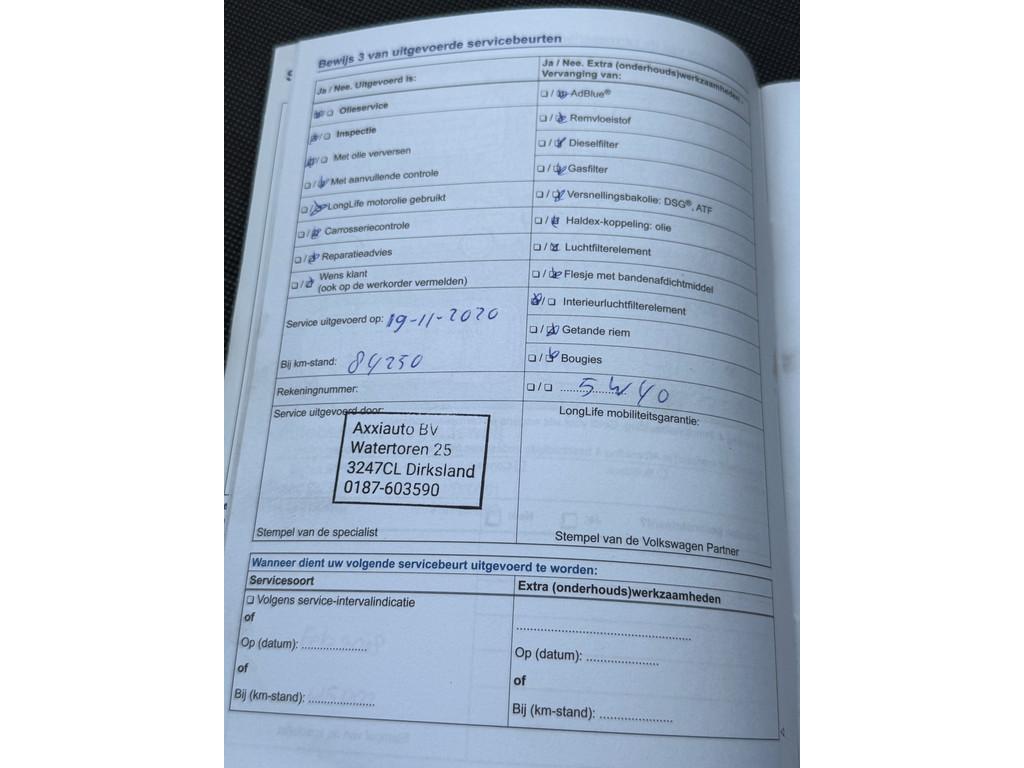 Bewijs 3 van uitgevoerde servicebeurten
Ja / Nee. Uitgevoerd is:
☒/☐ Olieservice
☒/☐ Inspectie
☒/☐ Met olie verversen
☐/☒ Met aanvullende controle
☐/☒ LongLife motorolie gebruikt
☐/☒ Carrosseriecontrole
☐/☒ Reparatieadvies
☐/☒ Wens klant
(ook op de werkorder vermelden)
Service uitgevoerd op: 19-11-2020
Bij km-stand: 84250
Rekeningnummer:
Service uitgevoerd door:
Axxiauto BV
Watertoren 25
3247CL Dirksland
0187-603590
Stempel van de specialist
Ja / Nee. Extra (onderhouds)werkzaamheden.
Vervanging van:
☐/☒ AdBlue®
☐/☒ Remvloeistof
☐/☒ Dieselfilter
☐/☒ Gasfilter
☐/☒ Versnellingsbakolie: DSG®, ATF
☐/☒ Haldex-koppeling: olie
☐/☒ Luchtfilterelement
☐/☒ Flesje met bandenafdichtmiddel
☒/☐ Interieurluchtfilterelement
☐/☒ Getande riem
☐/☒ Bougies
☐/☐ 5W40
LongLife mobiliteitsgarantie:
Stempel van de Volkswagen Partner
Wanneer dient uw volgende servicebeurt uitgevoerd te worden:
Servicesoort
☐ Volgens service-intervalindicatie
of
Op (datum): ....................
of
Bij (km-stand): ....................
Extra (onderhouds)werkzaamheden
..................................................
Op (datum): .....................
of
Bij (km-stand): .....................